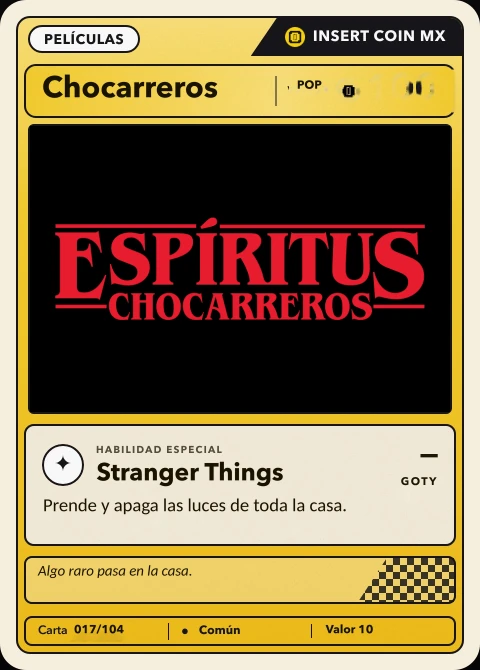 PELÍCULAS
INSERT COIN MX
Chocarreros
POP
ESPÍRITUS
CHOCARREROS
HABILIDAD ESPECIAL
Stranger Things
—
GOTY
Prende y apaga las luces de toda la casa.
Algo raro pasa en la casa.
Carta 017/104 • Común Valor 10